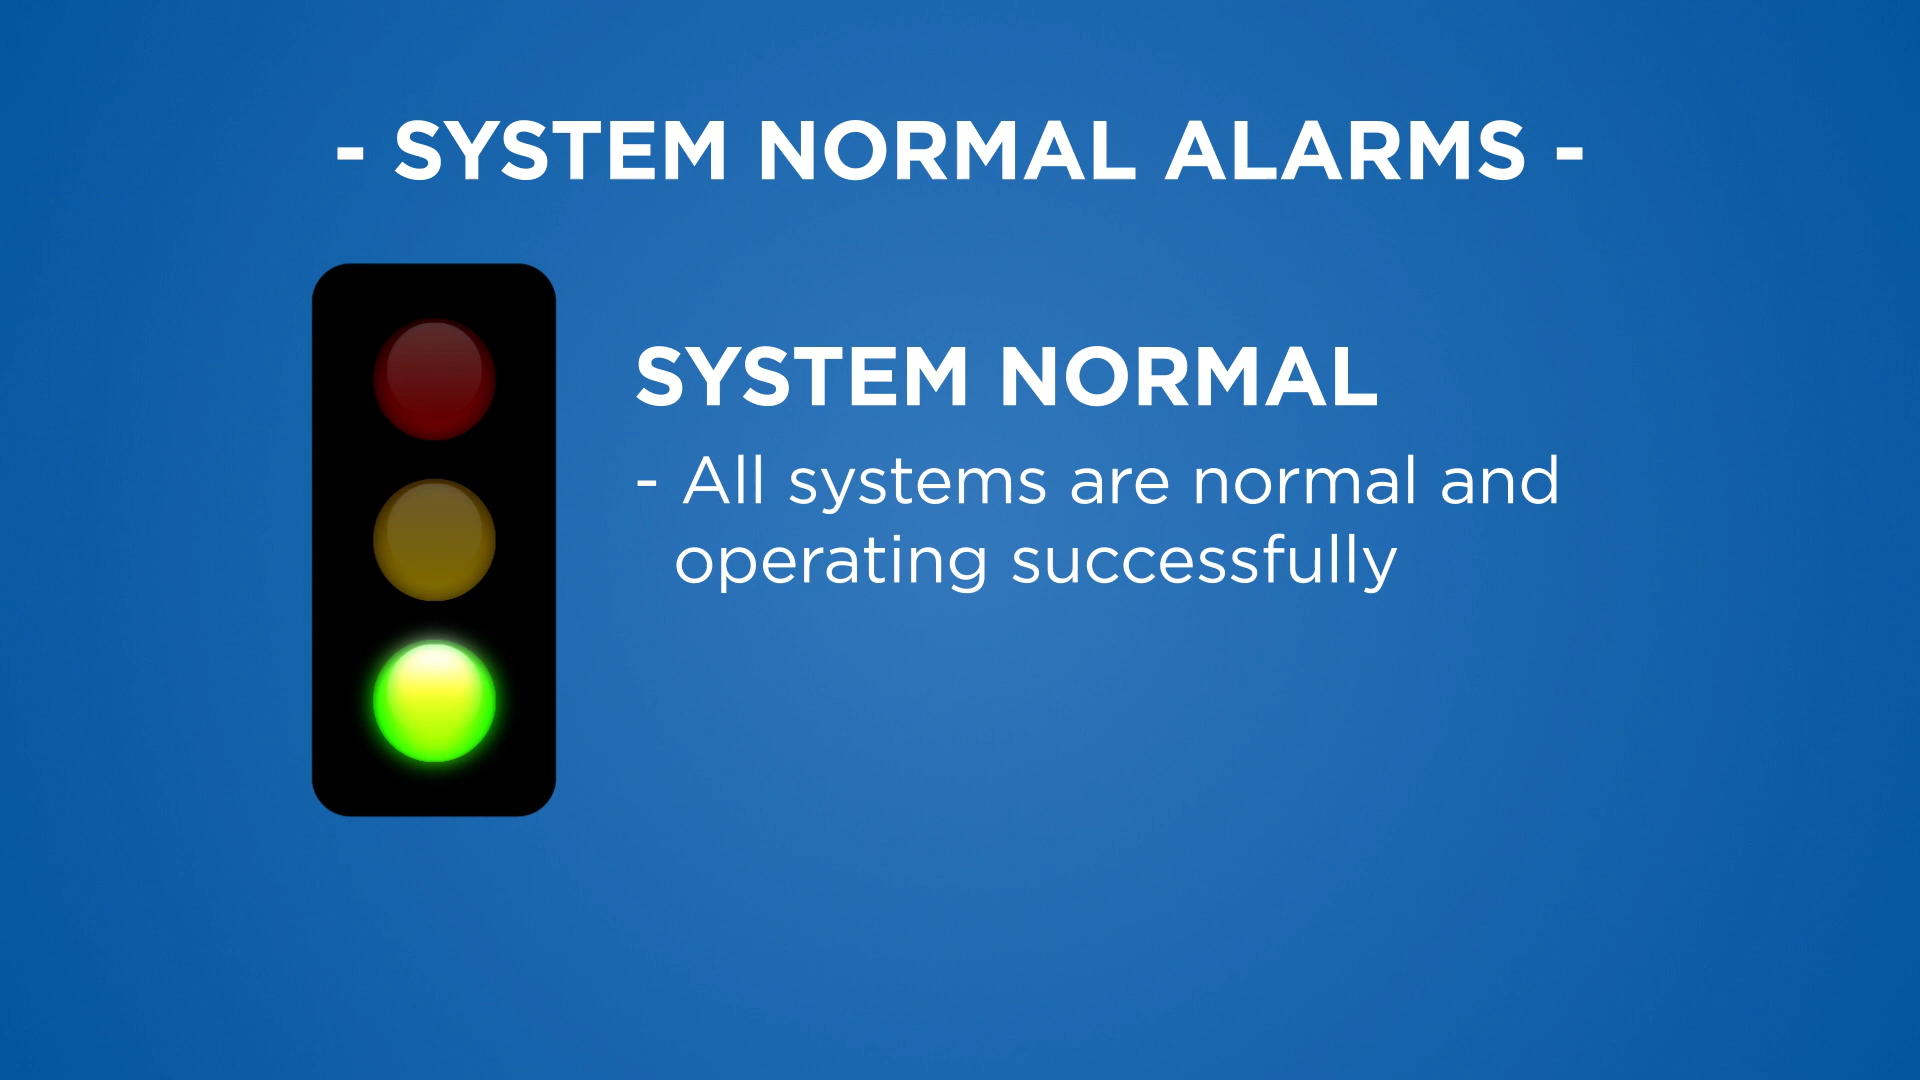 - SYSTEM NORMAL ALARMS -
SYSTEM NORMAL
- All systems are normal and
operating successfully